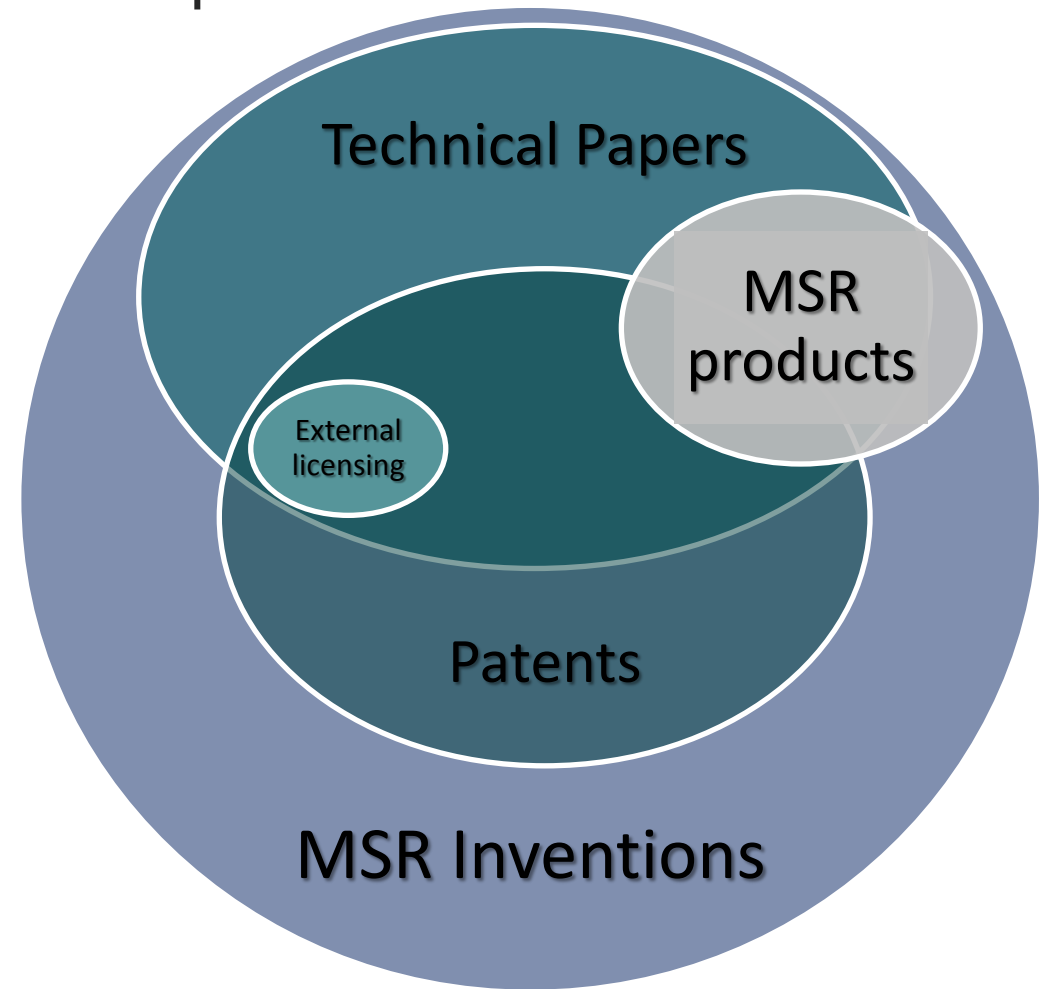 Technical Papers
MSR
products
External
licensing
Patents
MSR Inventions